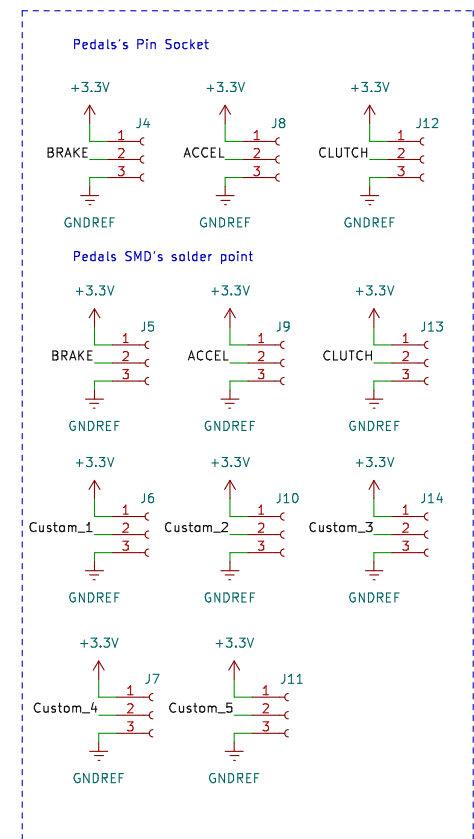 Pedals's Pin Socket
+3.3V +3.3V +3.3V
J4 J8 J12
1 1 1
BRAKE 2 ACCEL 2 CLUTCH 2
3 3 3
GNDREF GNDREF GNDREF
Pedals SMD's solder point
+3.3V +3.3V +3.3V
J5 J9 J13
1 1 1
BRAKE 2 ACCEL 2 CLUTCH 2
3 3 3
GNDREF GNDREF GNDREF
+3.3V +3.3V +3.3V
J6 J10 J14
1 1 1
Custom_1 2 Custom_2 2 Custom_3 2
3 3 3
GNDREF GNDREF GNDREF
+3.3V +3.3V
J7 J11
1 1
Custom_4 2 Custom_5 2
3 3
GNDREF GNDREF